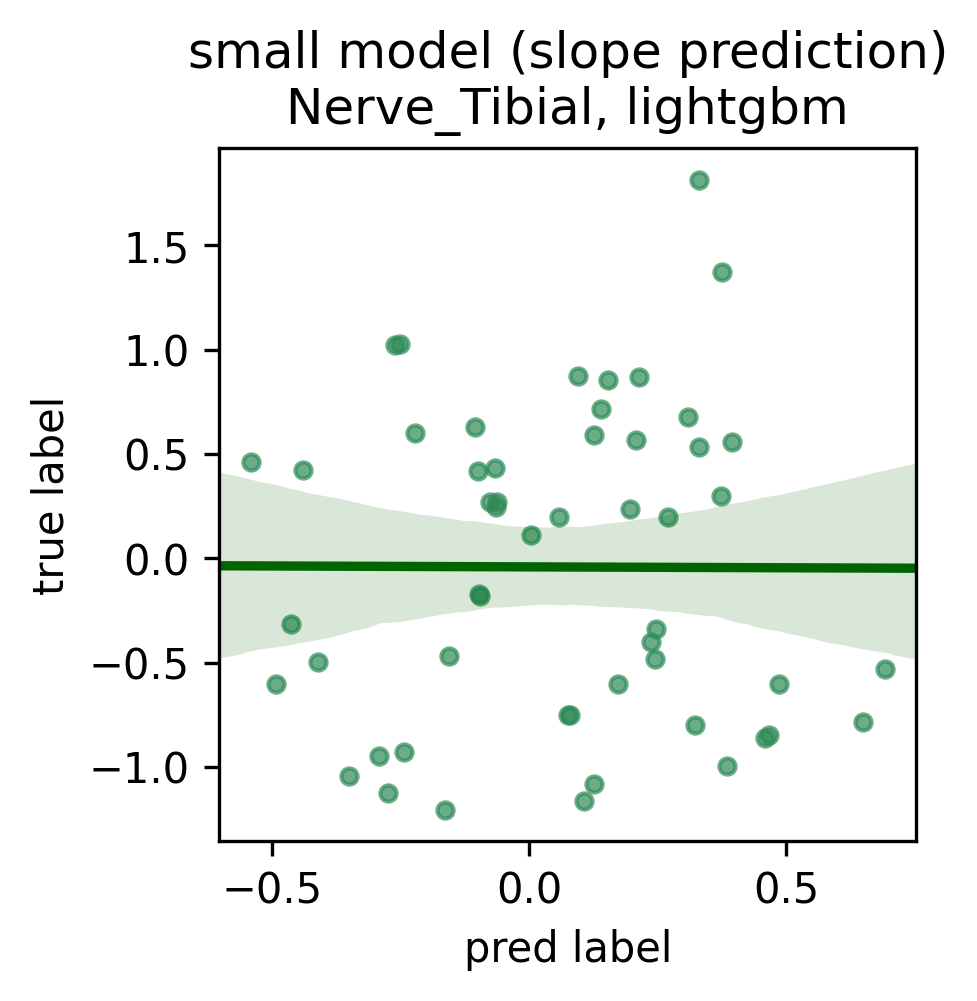 small model (slope prediction)
Nerve_Tibial, lightgbm
1.5
1.0
0.5
0.0
−0.5
−1.0
true label
−0.5
0.0
0.5
pred label